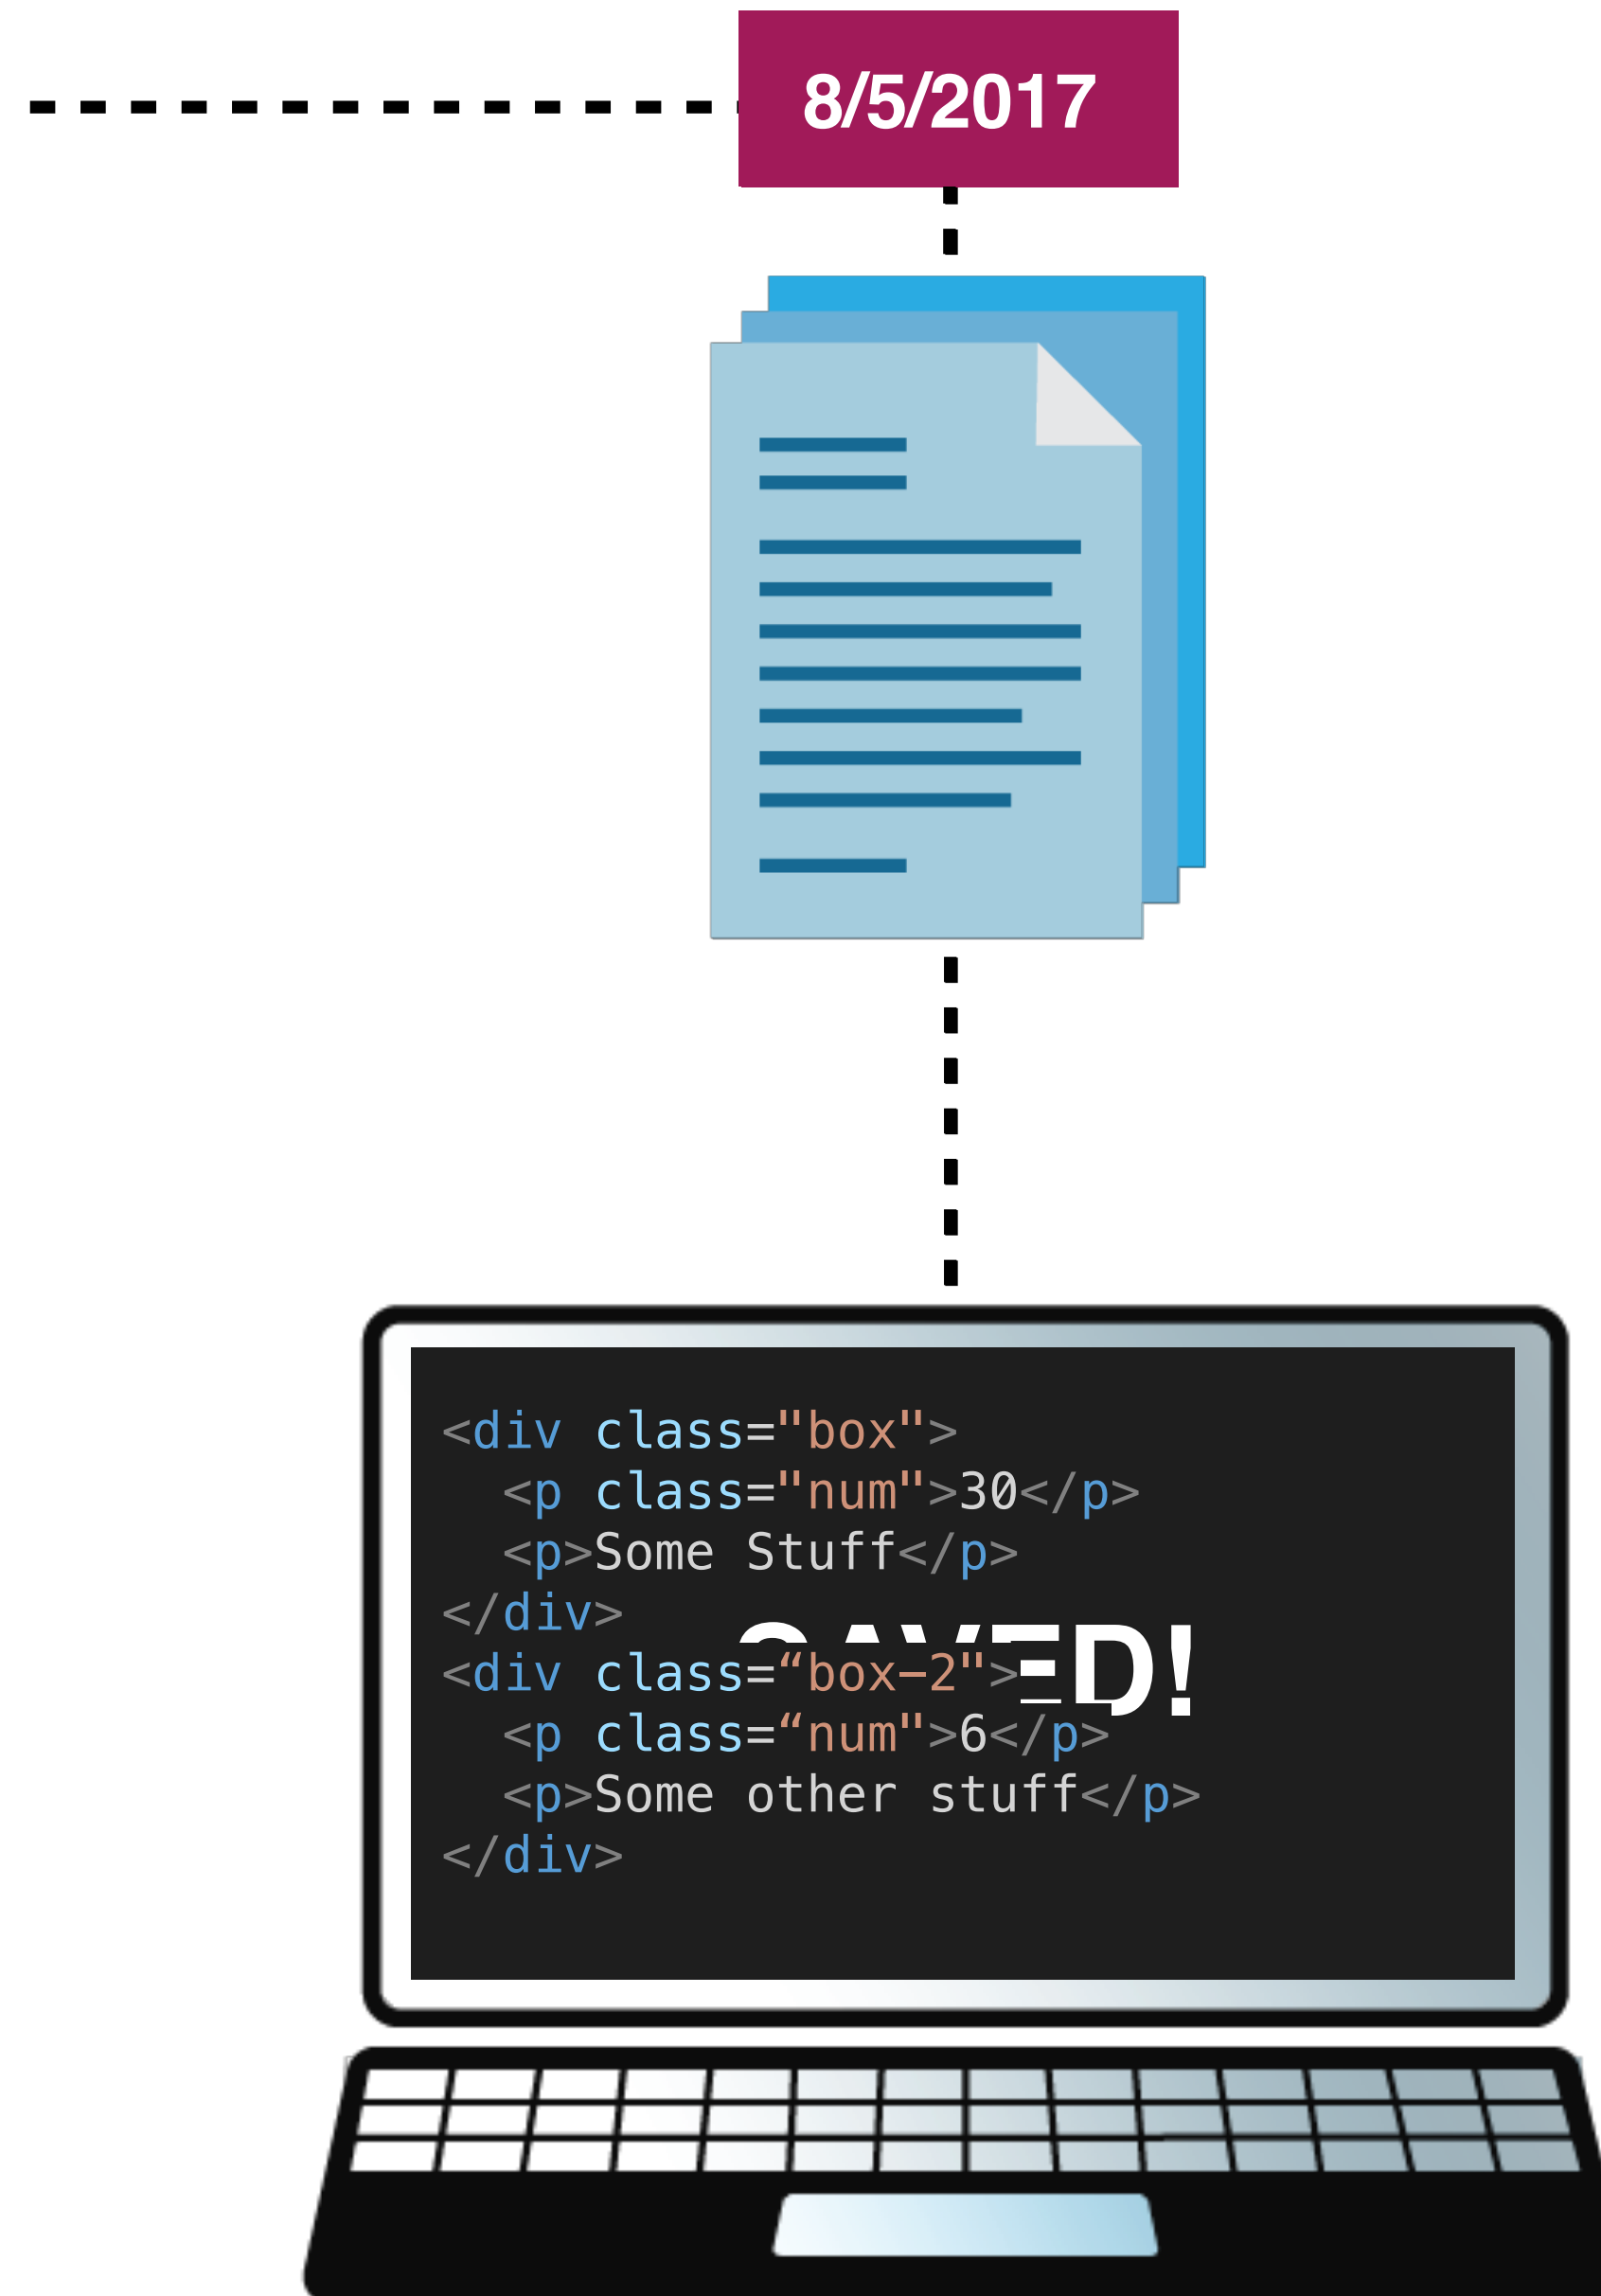 8/5/2017
<div class="box">
  <p class="num">30</p>
  <p>Some Stuff</p>
</div>
SAVED!
<div class=“box-2">
  <p class=“num">6</p>
  <p>Some other stuff</p>
</div>